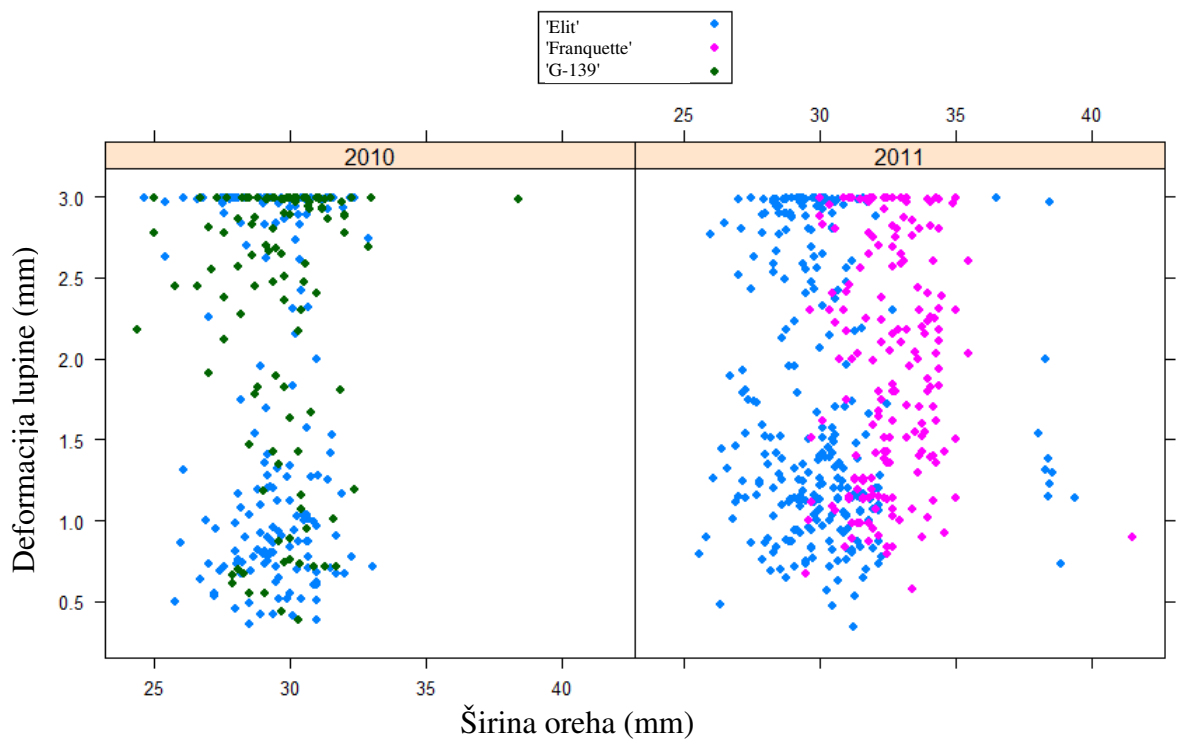 'Elit'
'Franquette'
'G-139'
25 30 35 40
2010 2011
3.0
2.5
2.0
1.5
1.0
0.5
Deformacija lupine (mm)
25 30 35 40
Širina oreha (mm)